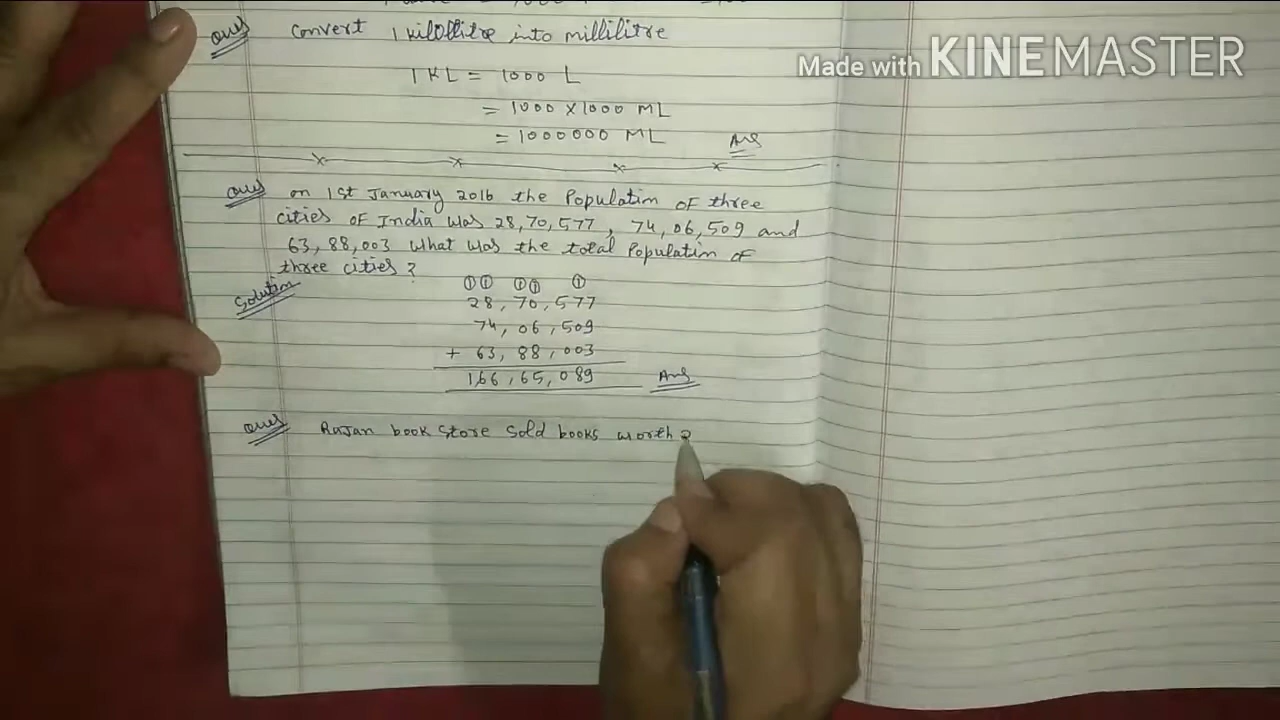 Made with KINEMASTER
Ques Convert 1 kilolitre into millilitre
1 KL = 1000 L
= 1000 X 1000 ML
= 1000000 ML Ans
Ques on 1st January 2016 the Population of three
cities of India was 28,70,577 , 74,06,509 and
63,88,003 what was the total Population of
three cities ?
Solution
① ① ① ① ①
28,70,577
74,06,509
+ 63,88,003
166,65,089 Ans
Ques Rajan book store sold books worth